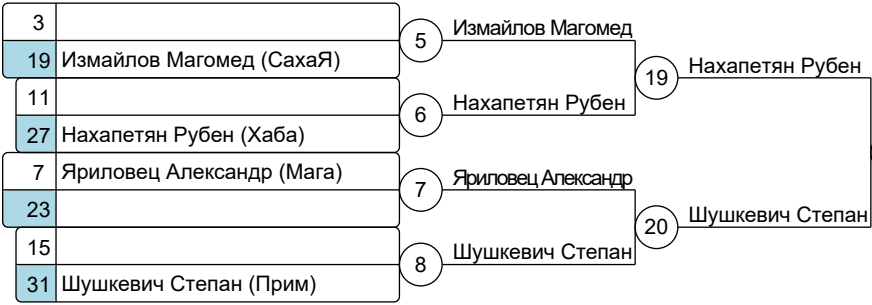 3
19 Измайлов Магомед (СахаЯ)
11
27 Нахапетян Рубен (Хаба)
7 Яриловец Александр (Мага)
23
15
31 Шушкевич Степан (Прим)
5
6
7
8
Измайлов Магомед
Нахапетян Рубен
Яриловец Александр
Шушкевич Степан
19
20
Нахапетян Рубен
Шушкевич Степан